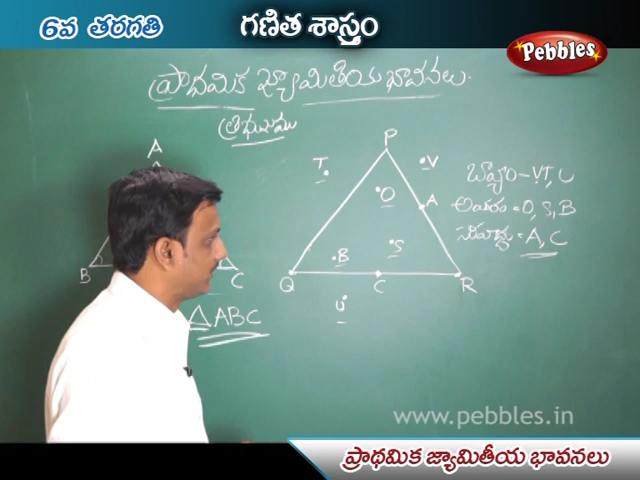 6వ తరగతి
గణిత శాస్త్రం
Pebbles
ప్రాథమిక జ్యామితీయ భావనలు.
త్రిభుజము
A
B
C
△ABC
P
T
V
O
A
B
S
Q
C
R
U
బాహ్యం - V, T, U
అంతరం = O, S, B
సరిహద్దు = A, C
www.pebbles.in
ప్రాథమిక జ్యామితీయ భావనలు